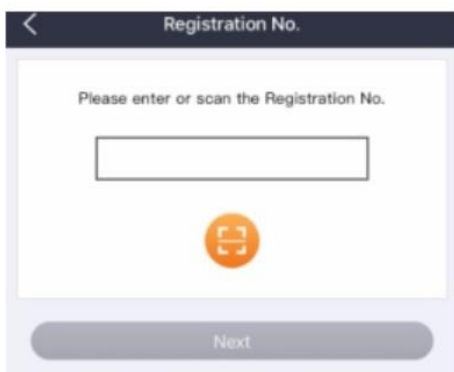 Registration No.
Please enter or scan the Registration No.
Next